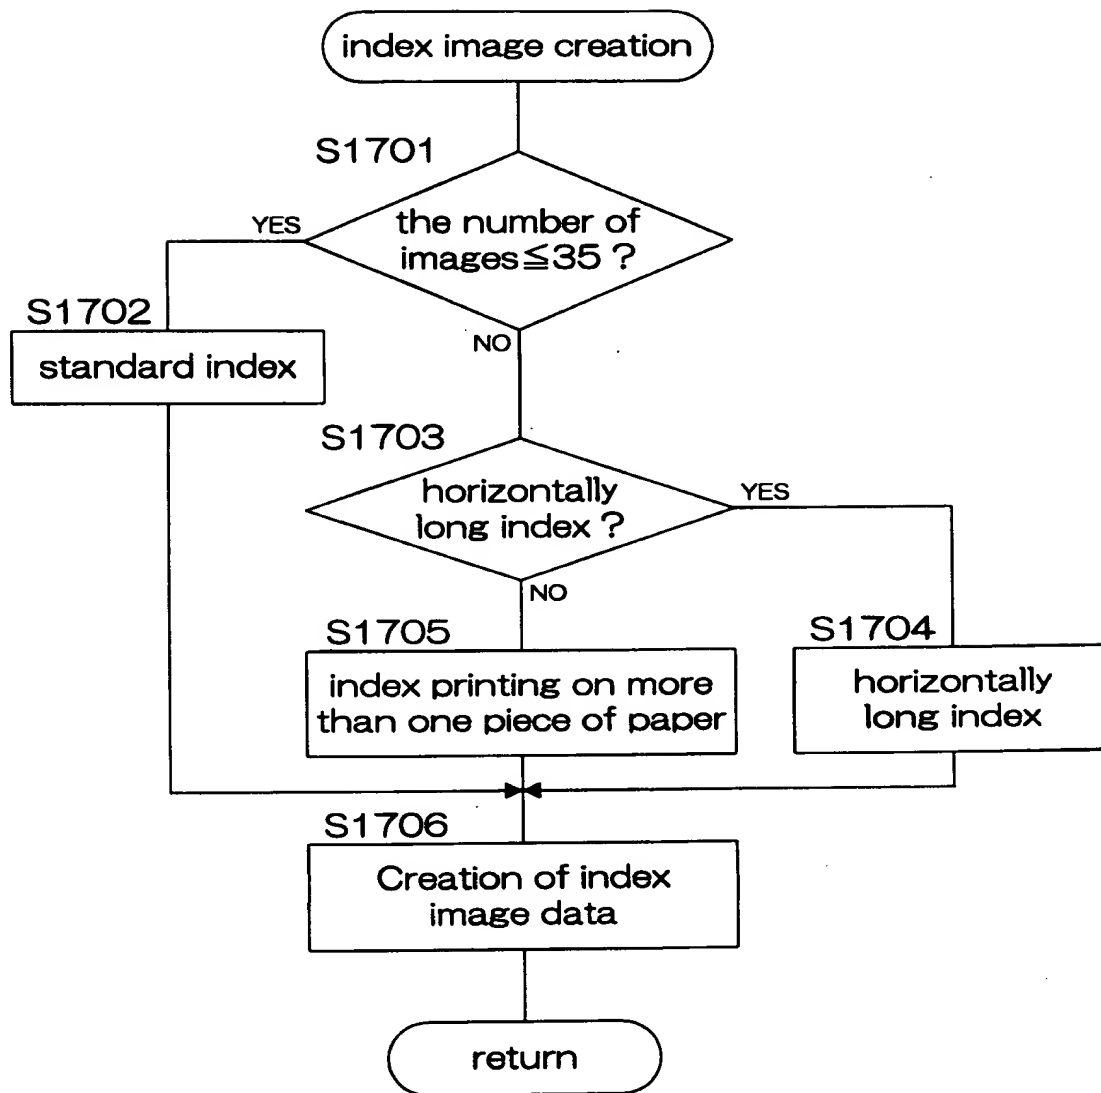 index image creation
S1701
the number of
images≦35 ?
YES
NO
S1702
standard index
S1703
horizontally
long index ?
YES
NO
S1705
index printing on more
than one piece of paper
S1704
horizontally
long index
S1706
Creation of index
image data
return